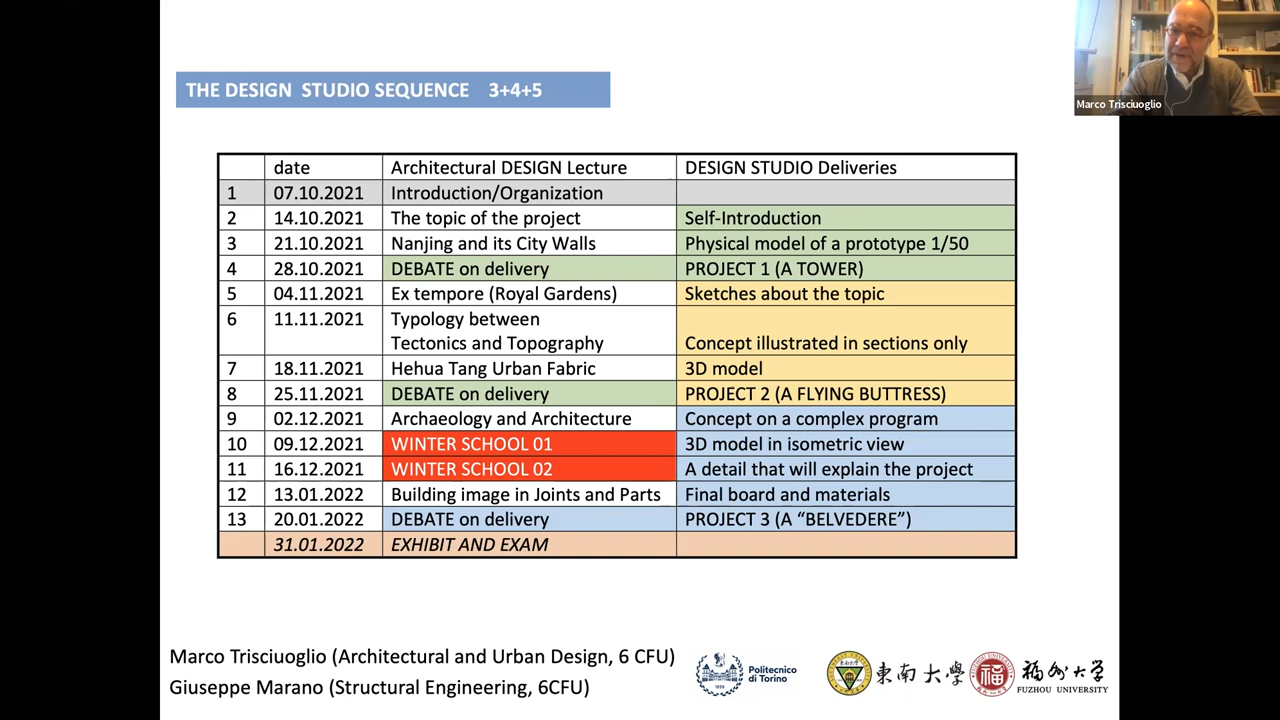 Marco Trisciuoglio
THE DESIGN STUDIO SEQUENCE 3+4+5
date Architectural DESIGN Lecture DESIGN STUDIO Deliveries
1 07.10.2021 Introduction/Organization
2 14.10.2021 The topic of the project Self-Introduction
3 21.10.2021 Nanjing and its City Walls Physical model of a prototype 1/50
4 28.10.2021 DEBATE on delivery PROJECT 1 (A TOWER)
5 04.11.2021 Ex tempore (Royal Gardens) Sketches about the topic
6 11.11.2021 Typology between
Tectonics and Topography Concept illustrated in sections only
7 18.11.2021 Hehua Tang Urban Fabric 3D model
8 25.11.2021 DEBATE on delivery PROJECT 2 (A FLYING BUTTRESS)
9 02.12.2021 Archaeology and Architecture Concept on a complex program
10 09.12.2021 WINTER SCHOOL 01 3D model in isometric view
11 16.12.2021 WINTER SCHOOL 02 A detail that will explain the project
12 13.01.2022 Building image in Joints and Parts Final board and materials
13 20.01.2022 DEBATE on delivery PROJECT 3 (A “BELVEDERE”)
31.01.2022 EXHIBIT AND EXAM
Marco Trisciuoglio (Architectural and Urban Design, 6 CFU)
Giuseppe Marano (Structural Engineering, 6CFU)
Politecnico
di Torino
東南大學
福州大学
FUZHOU UNIVERSITY